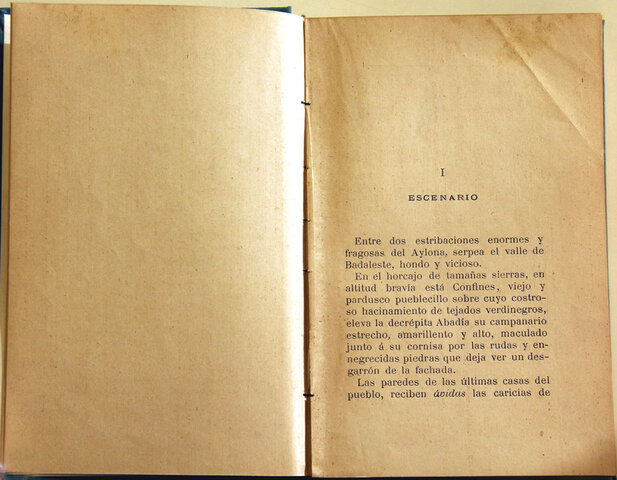 I
ESCENARIO
Entre dos estribaciones enormes y
fragosas del Aylona, serpea el valle de
Badaleste, hondo y vicioso.
En el horcajo de tamañas sierras, en
altitud bravía está Confines, viejo y
pardusco pueblecillo sobre cuyo costro-
so hacinamiento de tejados verdinegros,
eleva la decrépita Abadía su campanario
estrecho, amarillento y alto, maculado
junto á su cornisa por las rudas y en-
negrecidas piedras que deja ver un des-
garrón de la fachada.
Las paredes de las últimas casas del
pueblo, reciben ávidas las caricias de